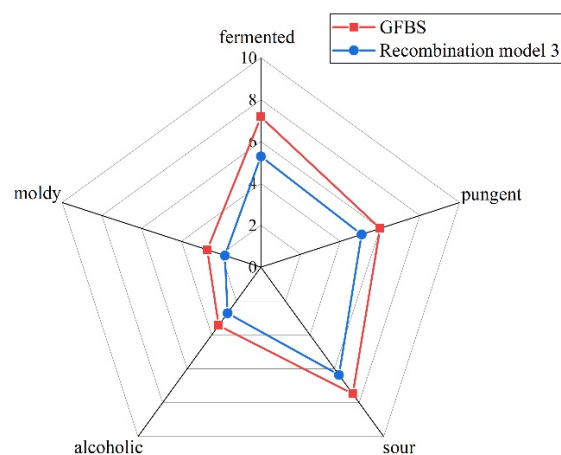 GFBS
Recombination model 3
fermented
10
8
6
4
2
0
pungent
moldy
alcoholic
sour